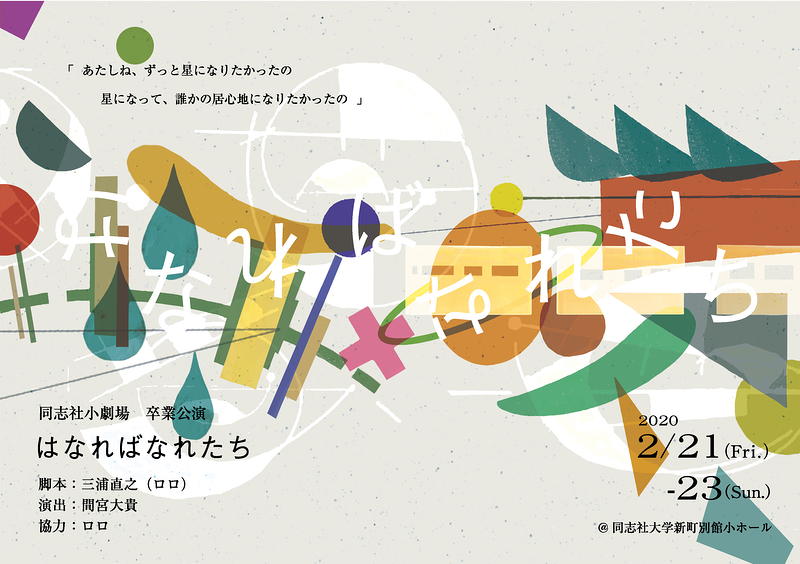 「 あたしね、ずっと星になりたかったの
星になって、誰かの居心地になりたかったの 」
はなればなれたち
同志社小劇場 卒業公演
はなればなれたち
脚本：三浦直之（ロロ）
演出：間宮大貴
協力：ロロ
2020
2/21(Fri.)
-23(Sun.)
@ 同志社大学新町別館小ホール